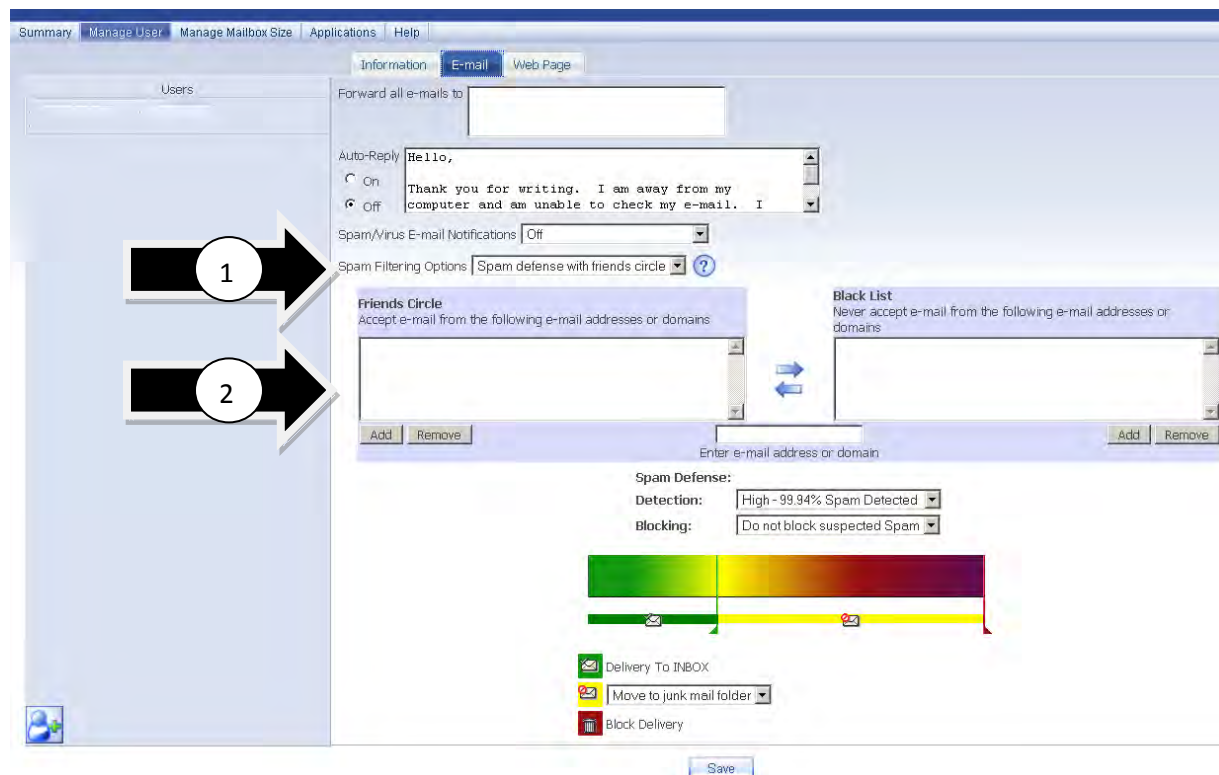 Summary Manage User Manage Mailbox Size Applications Help
Information E-mail Web Page
Users
Forward all e-mails to
Auto-Reply
Hello,
On
Thank you for writing.  I am away from my
Off
computer and am unable to check my e-mail.  I
Spam/Virus E-mail Notifications Off
1
Spam Filtering Options Spam defense with friends circle ?
Friends Circle
Accept e-mail from the following e-mail addresses or domains
Black List
Never accept e-mail from the following e-mail addresses or
domains
2
Add Remove
Enter e-mail address or domain
Add Remove
Spam Defense:
Detection: High - 99.94% Spam Detected
Blocking: Do not block suspected Spam
Delivery To INBOX
Move to junk mail folder
Block Delivery
Save